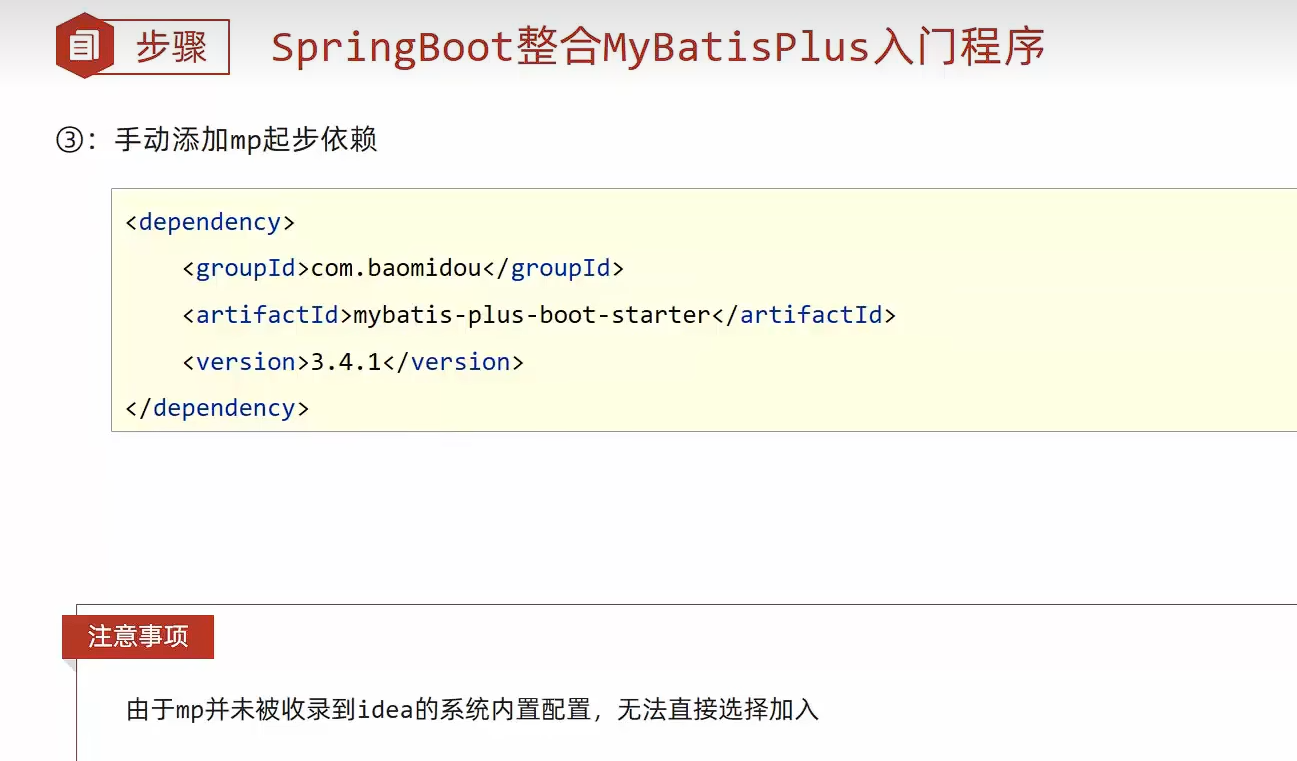 步骤
SpringBoot整合MyBatisPlus入门程序
③：手动添加mp起步依赖
<dependency>
    <groupId>com.baomidou</groupId>
    <artifactId>mybatis-plus-boot-starter</artifactId>
    <version>3.4.1</version>
</dependency>
注意事项
由于mp并未被收录到idea的系统内置配置，无法直接选择加入